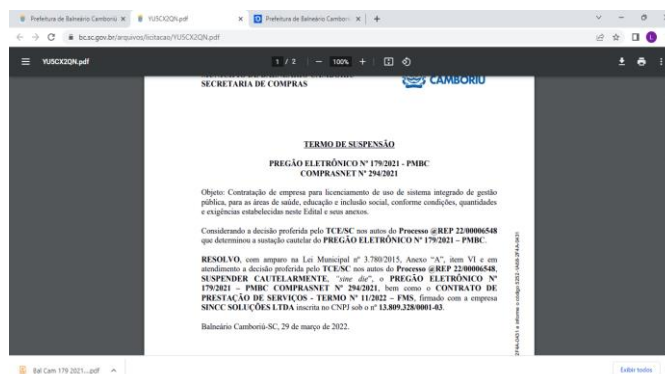 Prefeitura de Balneário Camboriú
YU5CX2QN.pdf
Prefeitura de Balneário Cambori
bc.sc.gov.br/arquivos/licitacao/YU5CX2QN.pdf
YU5CX2QN.pdf
1 / 2
100%
SECRETARIA DE COMPRAS
CAMBORIÚ
TERMO DE SUSPENSÃO
PREGÃO ELETRÔNICO Nº 179/2021 - PMBC
COMPRASNET Nº 294/2021
Objeto: Contratação de empresa para licenciamento de uso de sistema integrado de gestão
pública, para as áreas de saúde, educação e inclusão social, conforme condições, quantidades
e exigências estabelecidas neste Edital e seus anexos.
Considerando a decisão proferida pelo TCE/SC nos autos do Processo @REP 22/00006548
que determinou a sustação cautelar do PREGÃO ELETRÔNICO Nº 179/2021 – PMBC.
RESOLVO, com amparo na Lei Municipal nº 3.780/2015, Anexo “A”, item VI e em
atendimento a decisão proferida pelo TCE/SC nos autos do Processo @REP 22/00006548,
SUSPENDER CAUTELARMENTE, “sine die”, o PREGÃO ELETRÔNICO Nº
179/2021 – PMBC COMPRASNET Nº 294/2021, bem como o CONTRATO DE
PRESTAÇÃO DE SERVIÇOS - TERMO Nº 11/2022 – FMS, firmado com a empresa
SINCC SOLUÇÕES LTDA inscrita no CNPJ sob o nº 13.809.328/0001-03.
Balneário Camboriú-SC, 29 de março de 2022.
Bal Cam 179 2021....pdf
Exibir todos